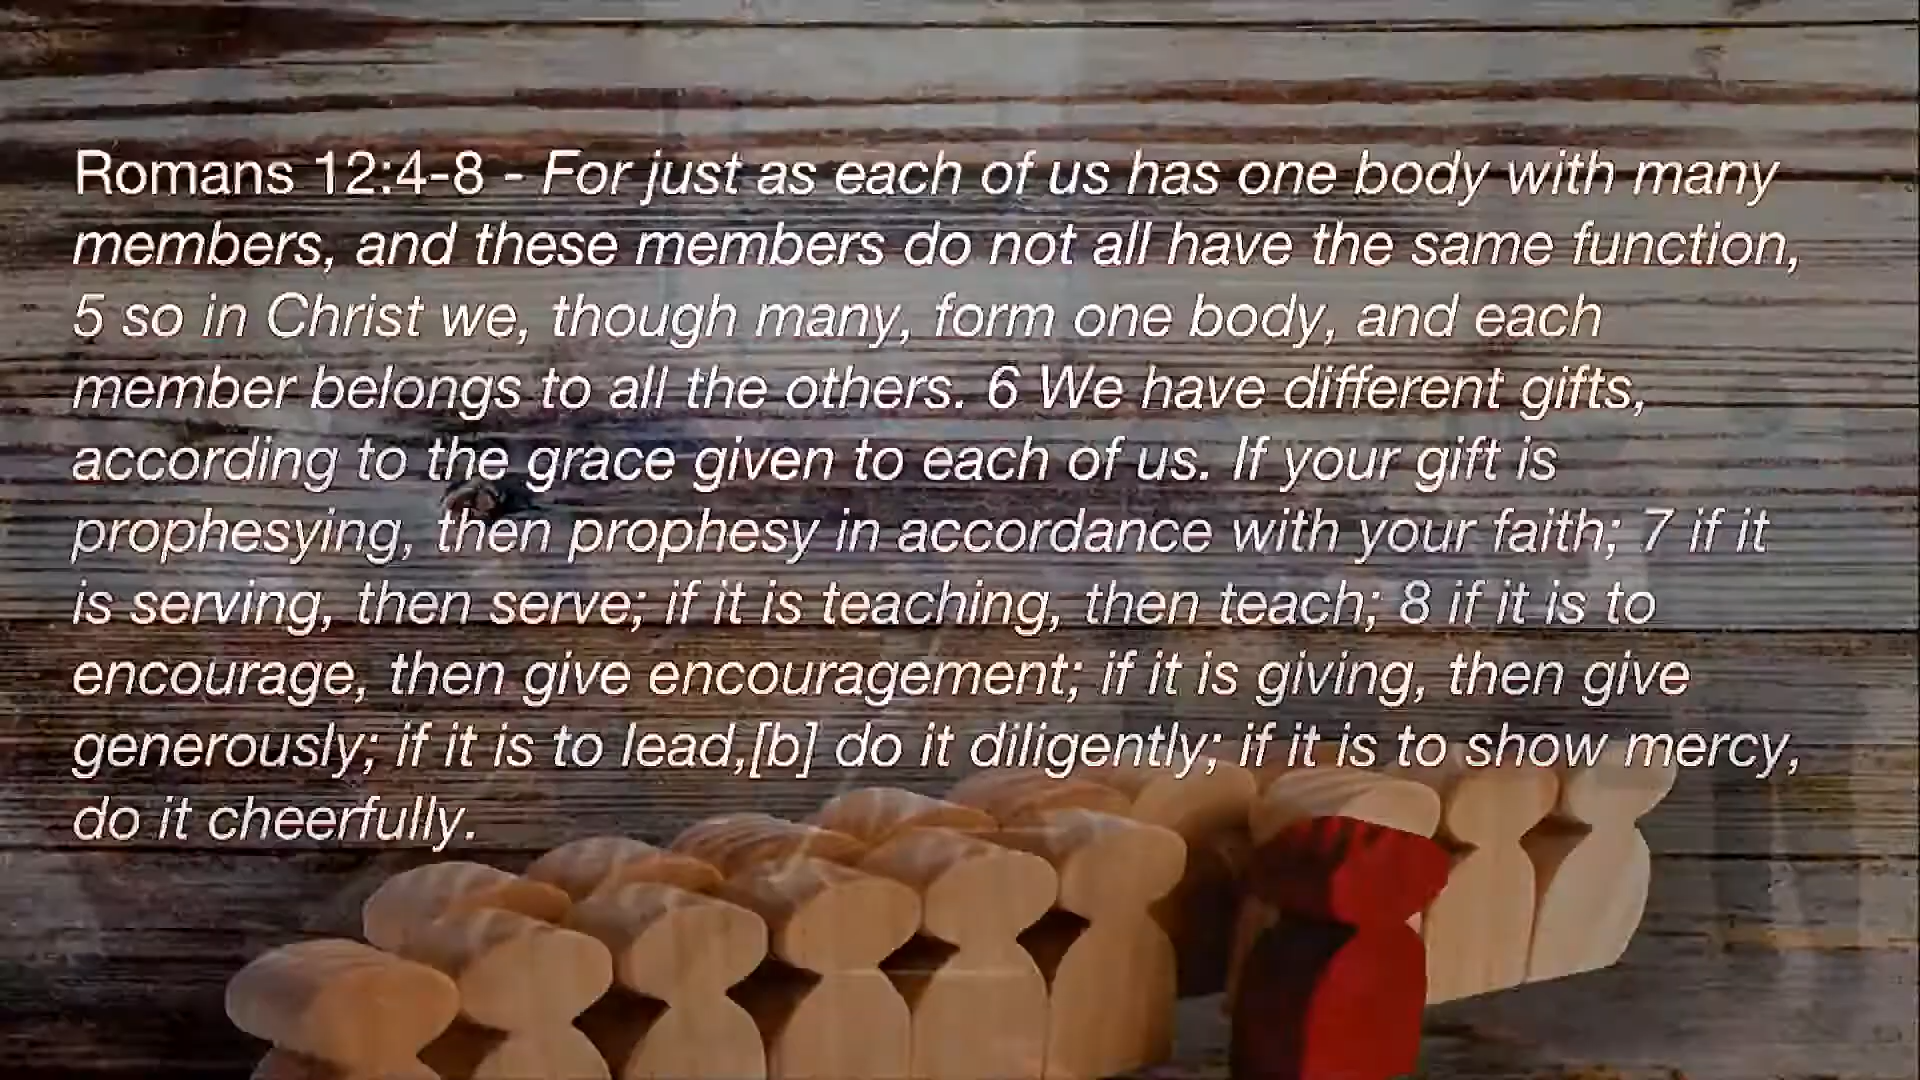 Romans 12:4-8 - For just as each of us has one body with many
members, and these members do not all have the same function,
5 so in Christ we, though many, form one body, and each
member belongs to all the others. 6 We have different gifts,
according to the grace given to each of us. If your gift is
prophesying, then prophesy in accordance with your faith; 7 if it
is serving, then serve; if it is teaching, then teach; 8 if it is to
encourage, then give encouragement; if it is giving, then give
generously; if it is to lead,[b] do it diligently; if it is to show mercy,
do it cheerfully.